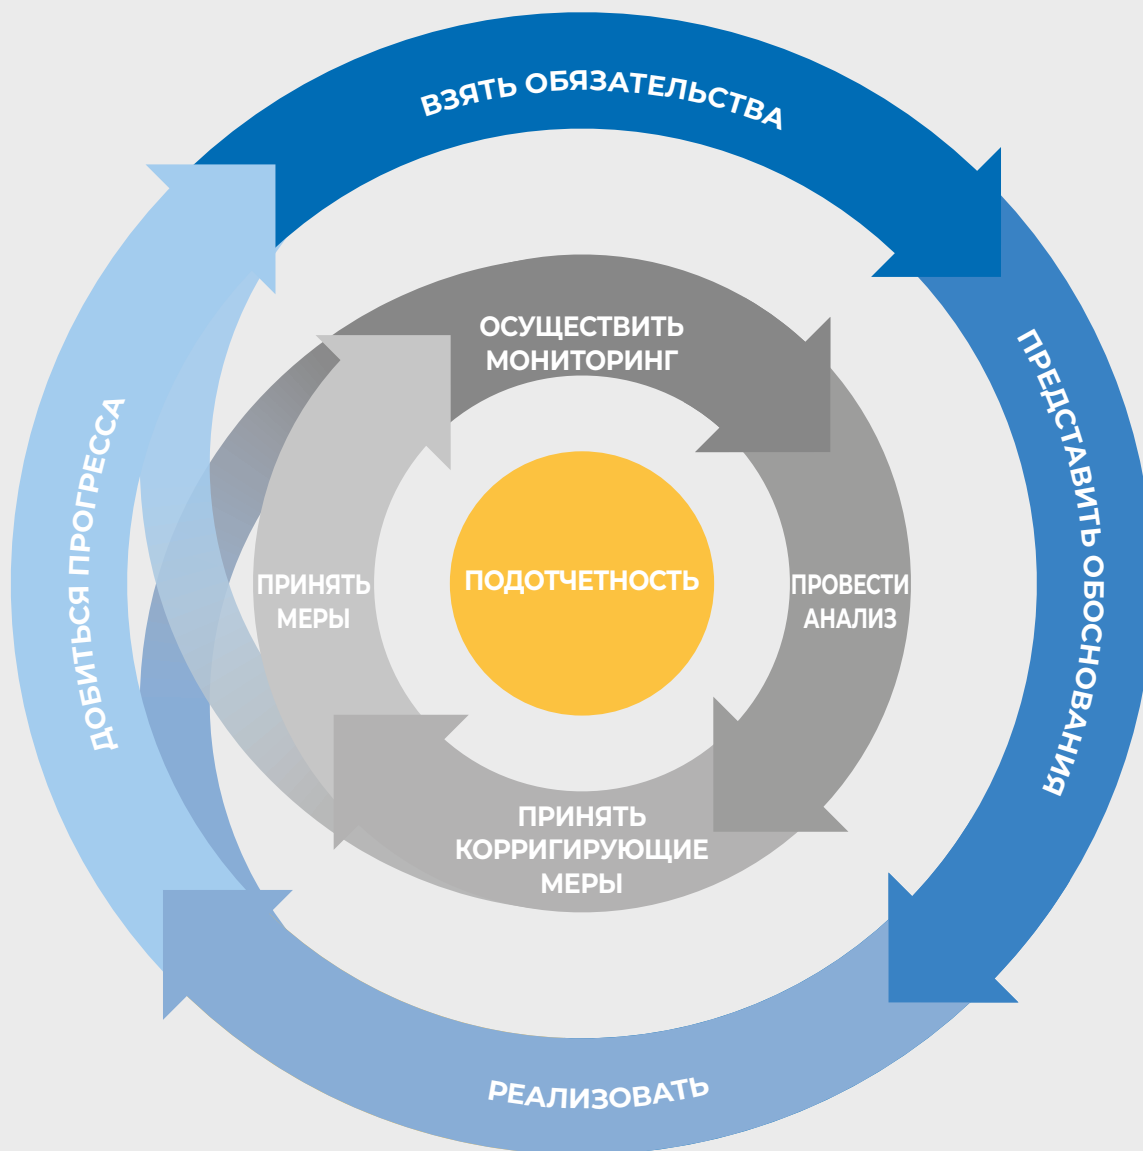 ВЗЯТЬ ОБЯЗАТЕЛЬСТВА
ПРЕДСТАВИТЬ ОБОСНОВАНИЯ
РЕАЛИЗОВАТЬ
ДОБИТЬСЯ ПРОГРЕССА
ОСУЩЕСТВИТЬ
МОНИТОРИНГ
ПРОВЕСТИ
АНАЛИЗ
ПРИНЯТЬ
КОРРИГИРУЮЩИЕ
МЕРЫ
ПРИНЯТЬ
МЕРЫ
ПОДОТЧЕТНОСТЬ